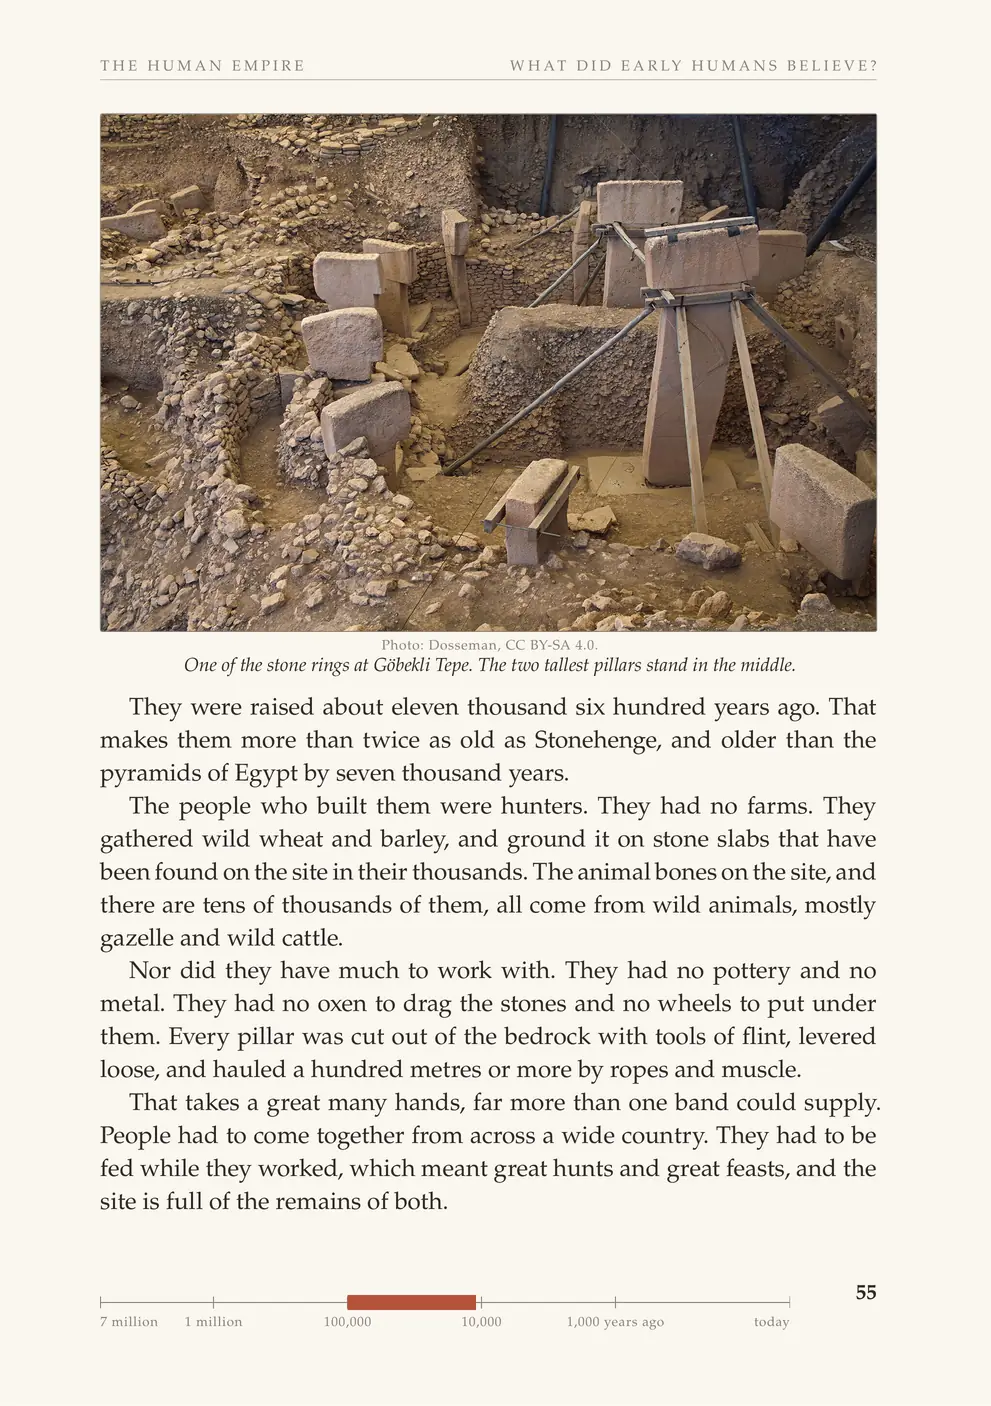 THE HUMAN EMPIRE
WHAT DID EARLY HUMANS BELIEVE?
Photo: Dosseman, CC BY-SA 4.0.
One of the stone rings at Göbekli Tepe. The two tallest pillars stand in the middle.
They were raised about eleven thousand six hundred years ago. That
makes them more than twice as old as Stonehenge, and older than the
pyramids of Egypt by seven thousand years.
The people who built them were hunters. They had no farms. They
gathered wild wheat and barley, and ground it on stone slabs that have
been found on the site in their thousands. The animal bones on the site, and
there are tens of thousands of them, all come from wild animals, mostly
gazelle and wild cattle.
Nor did they have much to work with. They had no pottery and no
metal. They had no oxen to drag the stones and no wheels to put under
them. Every pillar was cut out of the bedrock with tools of flint, levered
loose, and hauled a hundred metres or more by ropes and muscle.
That takes a great many hands, far more than one band could supply.
People had to come together from across a wide country. They had to be
fed while they worked, which meant great hunts and great feasts, and the
site is full of the remains of both.
55
7 million 1 million 100,000 10,000 1,000 years ago today